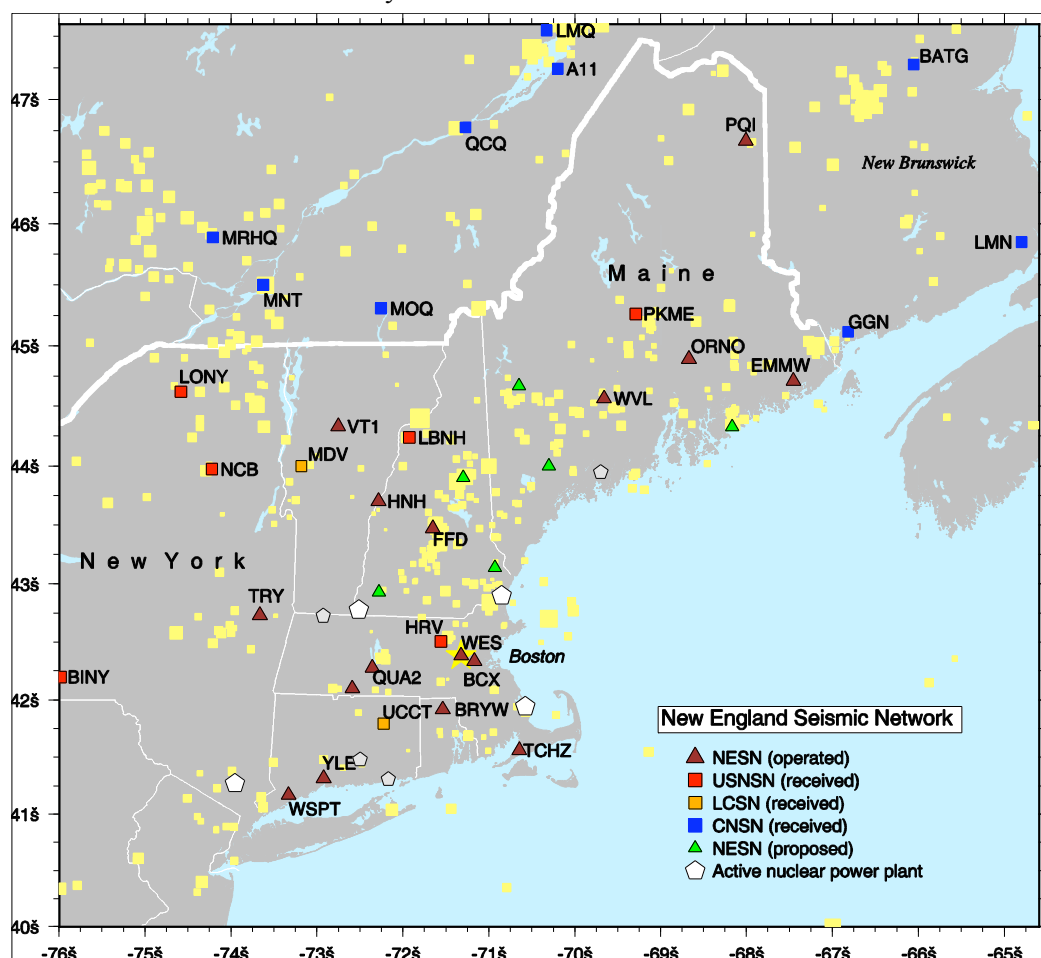 LMQ
A11
BATG
47š
PQI
QCQ
New Brunswick
46š
MRHQ
LMN
Maine
MNT
MOQ
PKME
GGN
45š
ORNO
EMMW
LONY
WVL
VT1
LBNH
MDV
44š
NCB
HNH
FFD
New York
43š
TRY
HRV
WES
Boston
BINY
QUA2
BCX
42š
UCCT
BRYW
New England Seismic Network
TCHZ
NESN (operated)
YLE
USNSN (received)
WSPT
LCSN (received)
41š
CNSN (received)
NESN (proposed)
Active nuclear power plant
40š
-76š -75š -74š -73š -72š -71š -70š -69š -68š -67š -66š -65š